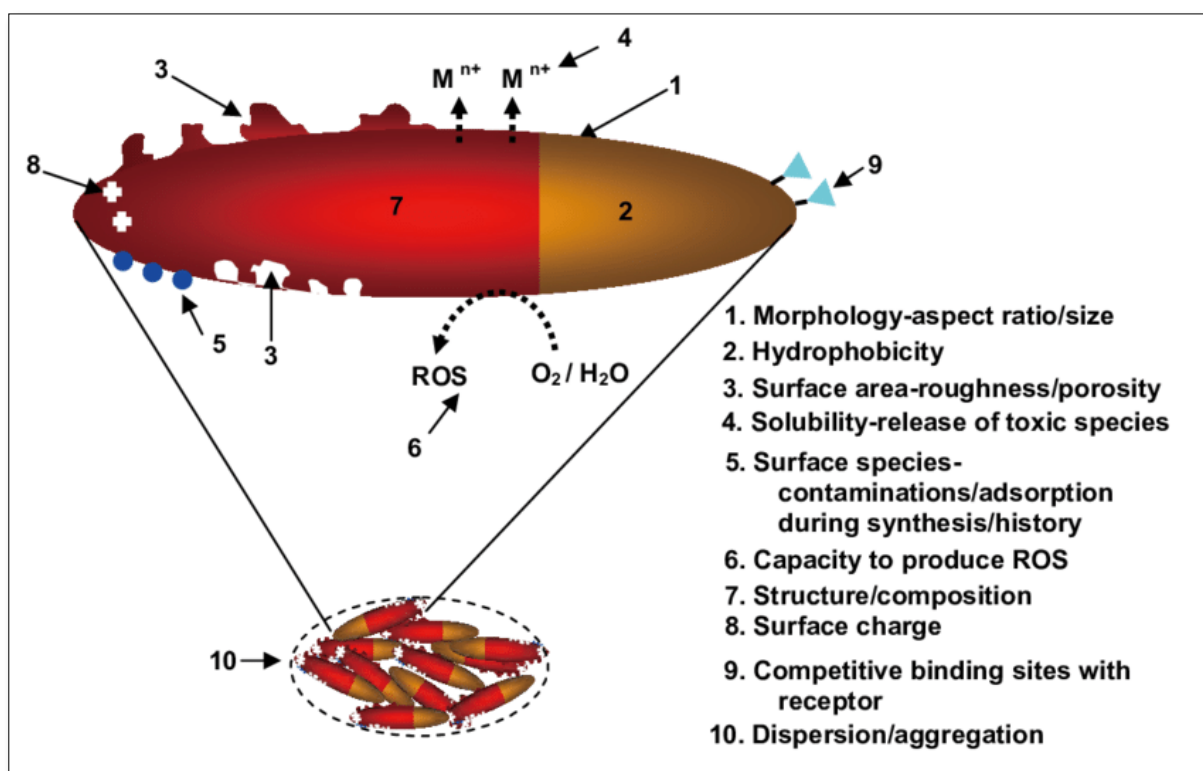 4
3
M n+ M n+
1
8
9
7
2
5
3
ROS
O2 / H2O
6
10
1. Morphology-aspect ratio/size
2. Hydrophobicity
3. Surface area-roughness/porosity
4. Solubility-release of toxic species
5. Surface species-
contaminations/adsorption
during synthesis/history
6. Capacity to produce ROS
7. Structure/composition
8. Surface charge
9. Competitive binding sites with
receptor
10. Dispersion/aggregation